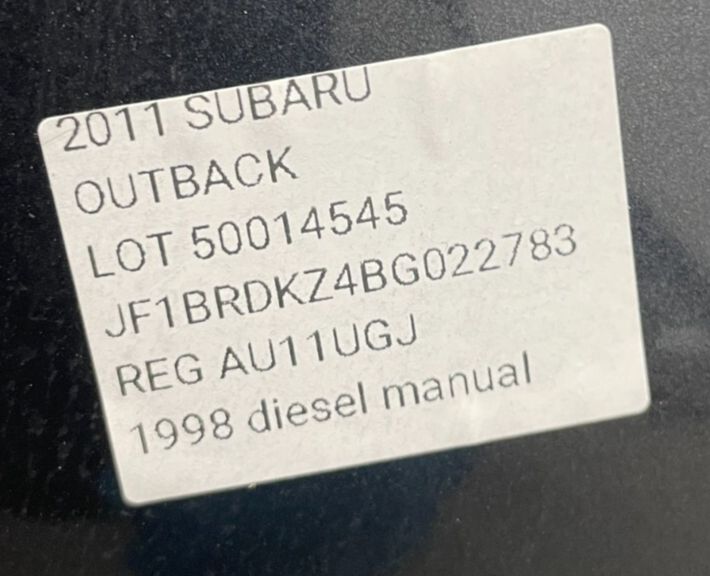 2011 SUBARU
OUTBACK
LOT 50014545
JF1BRDKZ4BG022783
REG AU11UGJ
1998 diesel manual